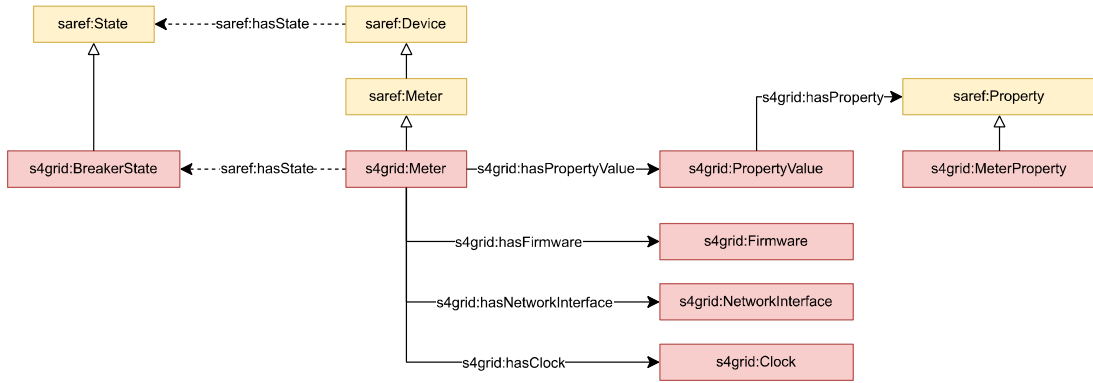 saref:State
saref:hasState
saref:Device
saref:Meter
s4grid:hasProperty
saref:Property
s4grid:BreakerState
saref:hasState
s4grid:Meter
s4grid:hasPropertyValue
s4grid:PropertyValue
s4grid:MeterProperty
s4grid:hasFirmware
s4grid:Firmware
s4grid:hasNetworkInterface
s4grid:NetworkInterface
s4grid:hasClock
s4grid:Clock